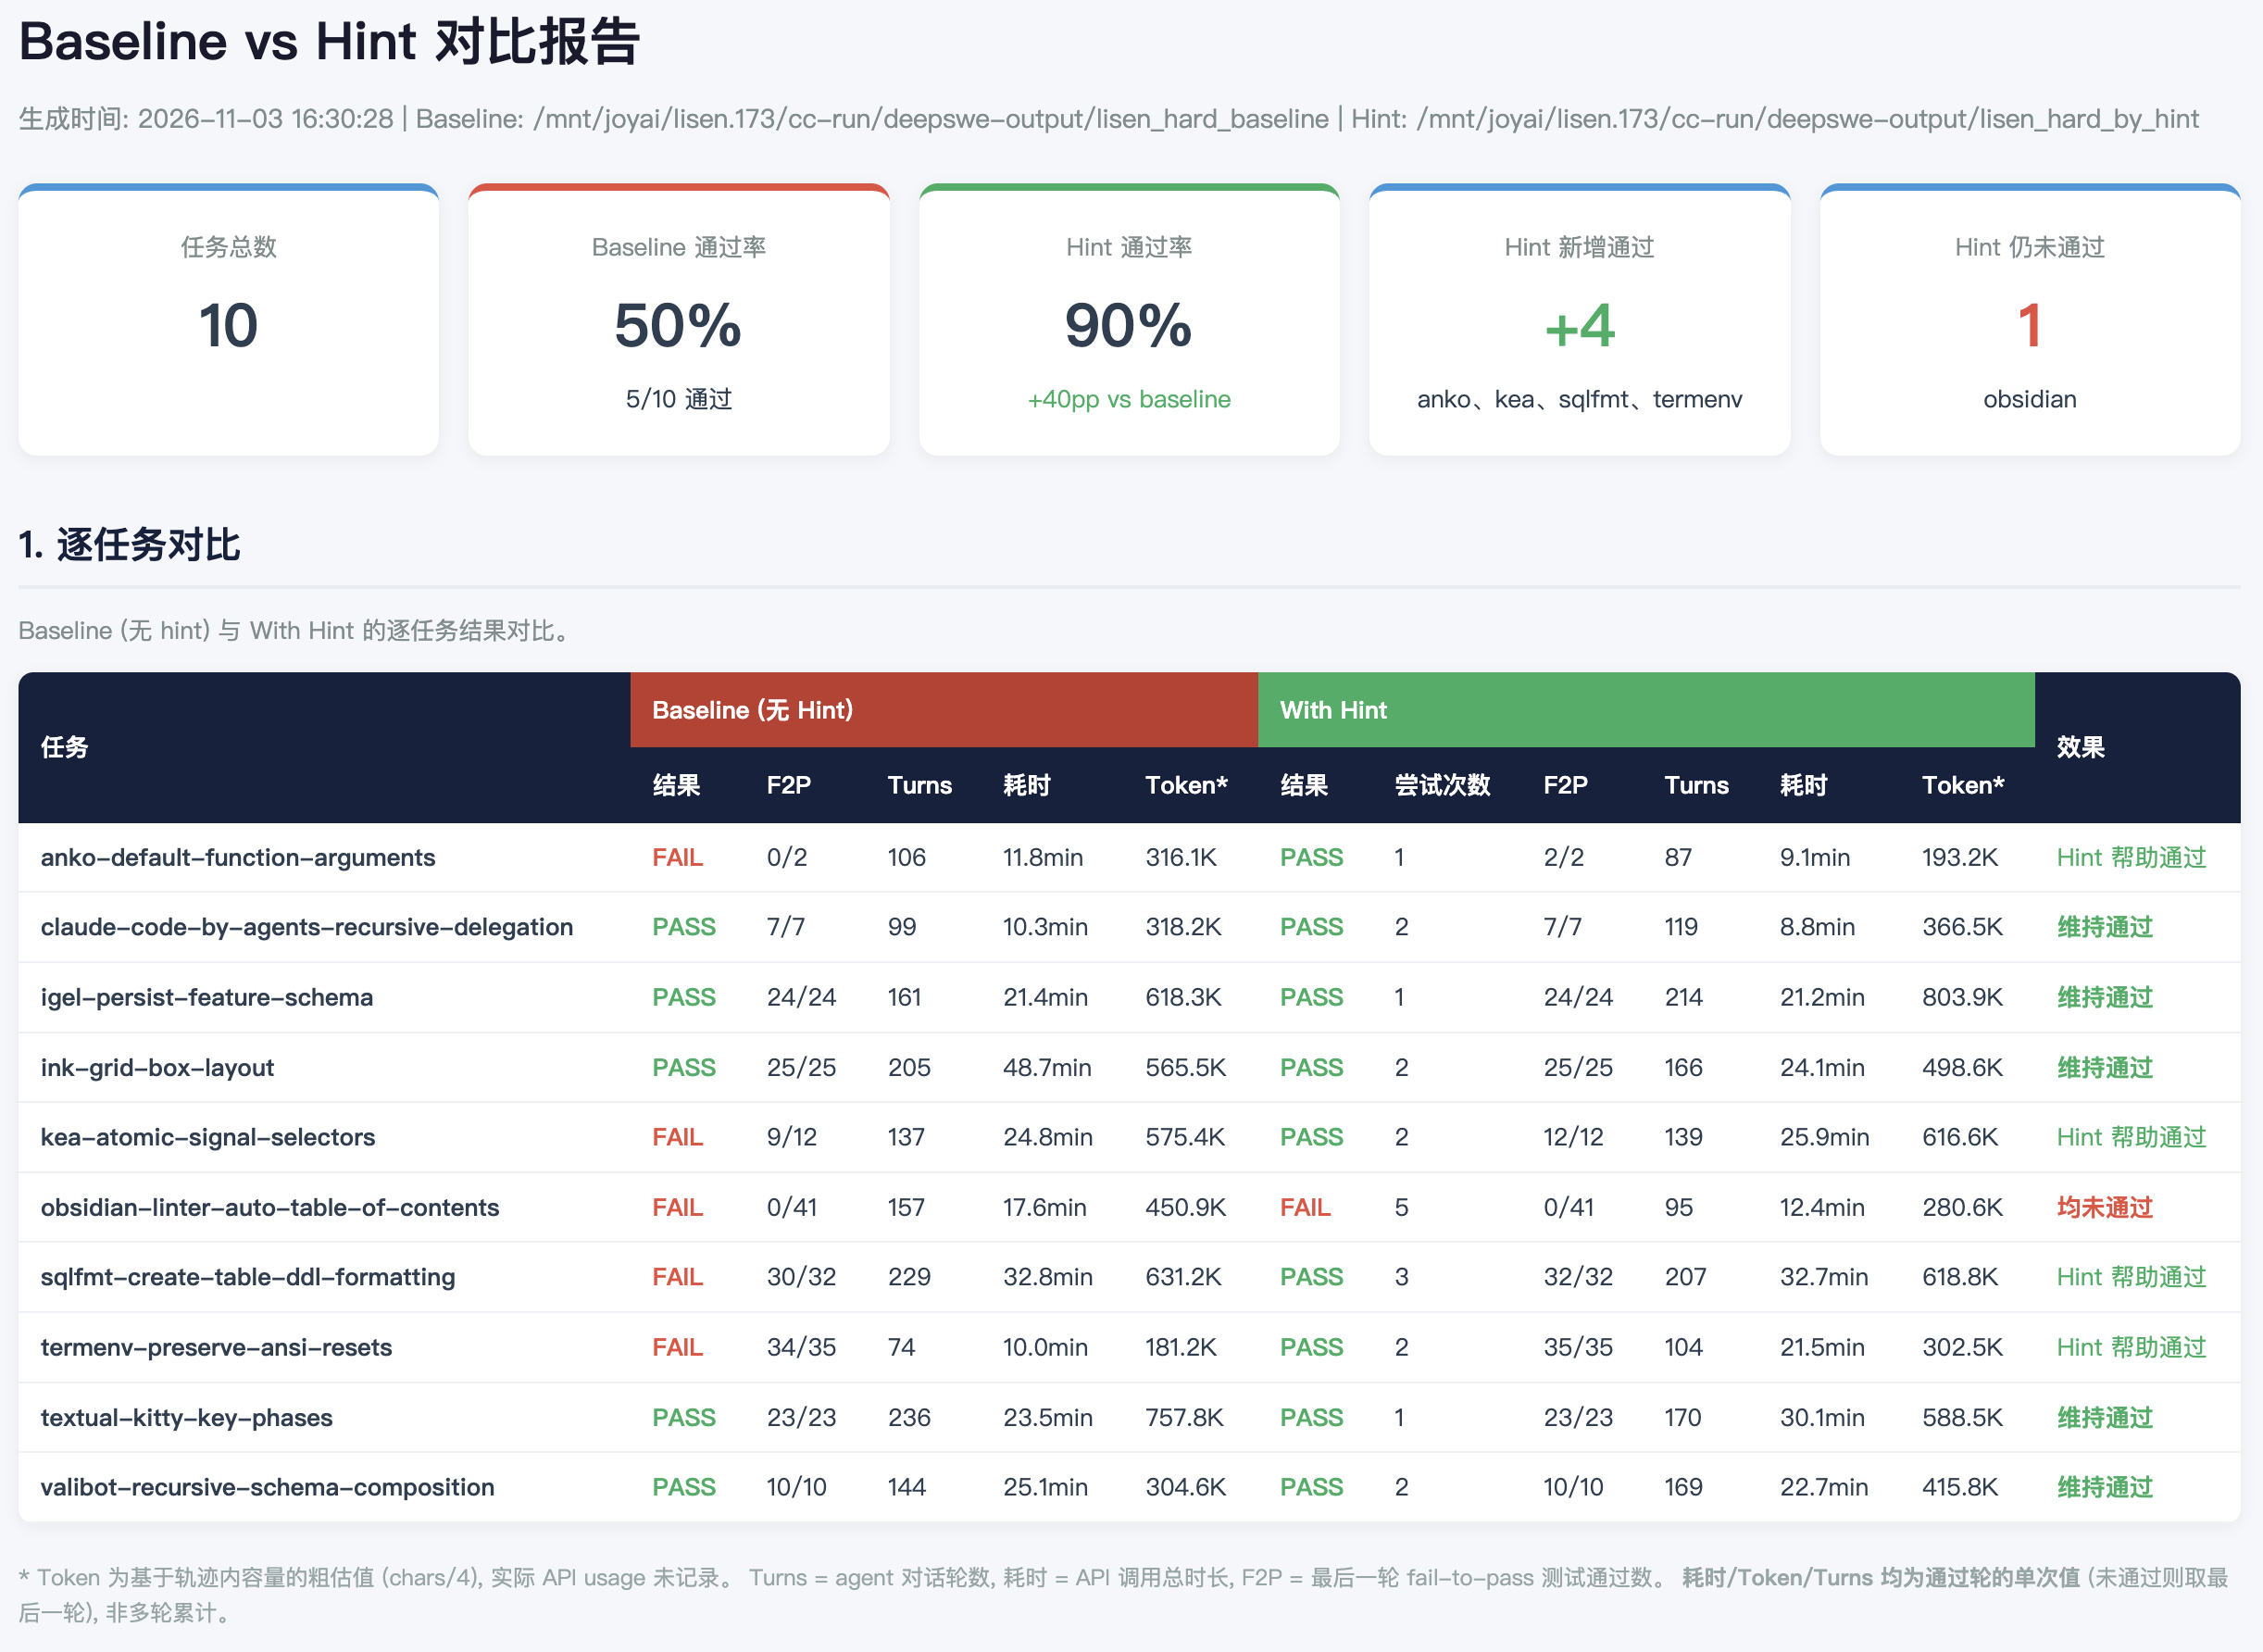 Baseline vs Hint 对比报告
生成时间: 2026-11-03 16:30:28 | Baseline: /mnt/joyai/lisen.173/cc-run/deepswe-output/lisen_hard_baseline | Hint: /mnt/joyai/lisen.173/cc-run/deepswe-output/lisen_hard_by_hint
任务总数
10
Baseline 通过率
50%
5/10 通过
Hint 通过率
90%
+40pp vs baseline
Hint 新增通过
+4
anko、kea、sqlfmt、termenv
Hint 仍未通过
1
obsidian
1. 逐任务对比
Baseline (无 hint) 与 With Hint 的逐任务结果对比。
任务 Baseline (无 Hint) With Hint 效果
结果 F2P Turns 耗时 Token* 结果 尝试次数 F2P Turns 耗时 Token*
anko-default-function-arguments FAIL 0/2 106 11.8min 316.1K PASS 1 2/2 87 9.1min 193.2K Hint 帮助通过
claude-code-by-agents-recursive-delegation PASS 7/7 99 10.3min 318.2K PASS 2 7/7 119 8.8min 366.5K 维持通过
igel-persist-feature-schema PASS 24/24 161 21.4min 618.3K PASS 1 24/24 214 21.2min 803.9K 维持通过
ink-grid-box-layout PASS 25/25 205 48.7min 565.5K PASS 2 25/25 166 24.1min 498.6K 维持通过
kea-atomic-signal-selectors FAIL 9/12 137 24.8min 575.4K PASS 2 12/12 139 25.9min 616.6K Hint 帮助通过
obsidian-linter-auto-table-of-contents FAIL 0/41 157 17.6min 450.9K FAIL 5 0/41 95 12.4min 280.6K 均未通过
sqlfmt-create-table-ddl-formatting FAIL 30/32 229 32.8min 631.2K PASS 3 32/32 207 32.7min 618.8K Hint 帮助通过
termenv-preserve-ansi-resets FAIL 34/35 74 10.0min 181.2K PASS 2 35/35 104 21.5min 302.5K Hint 帮助通过
textual-kitty-key-phases PASS 23/23 236 23.5min 757.8K PASS 1 23/23 170 30.1min 588.5K 维持通过
valibot-recursive-schema-composition PASS 10/10 144 25.1min 304.6K PASS 2 10/10 169 22.7min 415.8K 维持通过
* Token 为基于轨迹内容量的粗估值 (chars/4), 实际 API usage 未记录。 Turns = agent 对话轮数, 耗时 = API 调用总时长, F2P = 最后一轮 fail-to-pass 测试通过数。 耗时/Token/Turns 均为通过轮的单次值 (未通过则取最
后一轮), 非多轮累计。